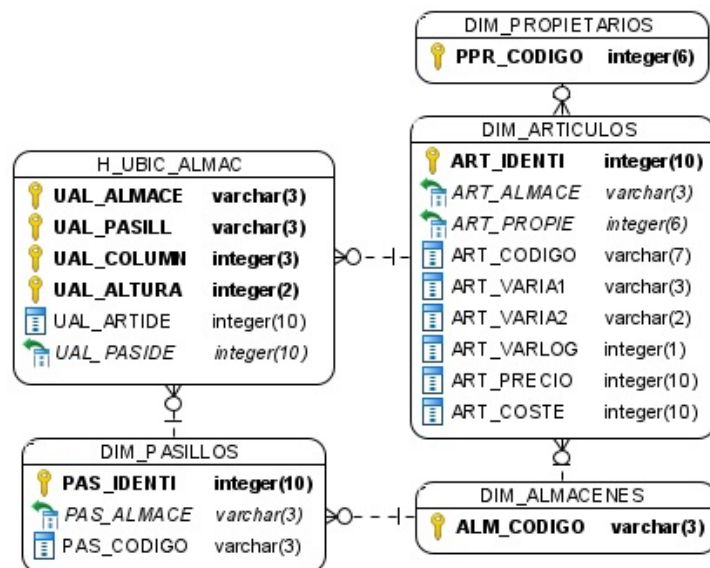 DIM_PROPIETARIOS
PPR_CODIGO integer(6)
DIM_ARTICULOS
ART_IDENTI integer(10)
ART_ALMACE varchar(3)
ART_PROPIE integer(6)
ART_CODIGO varchar(7)
ART_VARIA1 varchar(3)
ART_VARIA2 varchar(2)
ART_VARLOG integer(1)
ART_PRECIO integer(10)
ART_COSTE integer(10)
H_UBIC_ALMAC
UAL_ALMACE varchar(3)
UAL_PASILL varchar(3)
UAL_COLUMN integer(3)
UAL_ALTURA integer(2)
UAL_ARTIDE integer(10)
UAL_PASIDE integer(10)
DIM_PASILLOS
PAS_IDENTI integer(10)
PAS_ALMACE varchar(3)
PAS_CODIGO varchar(3)
DIM_ALMACENES
ALM_CODIGO varchar(3)